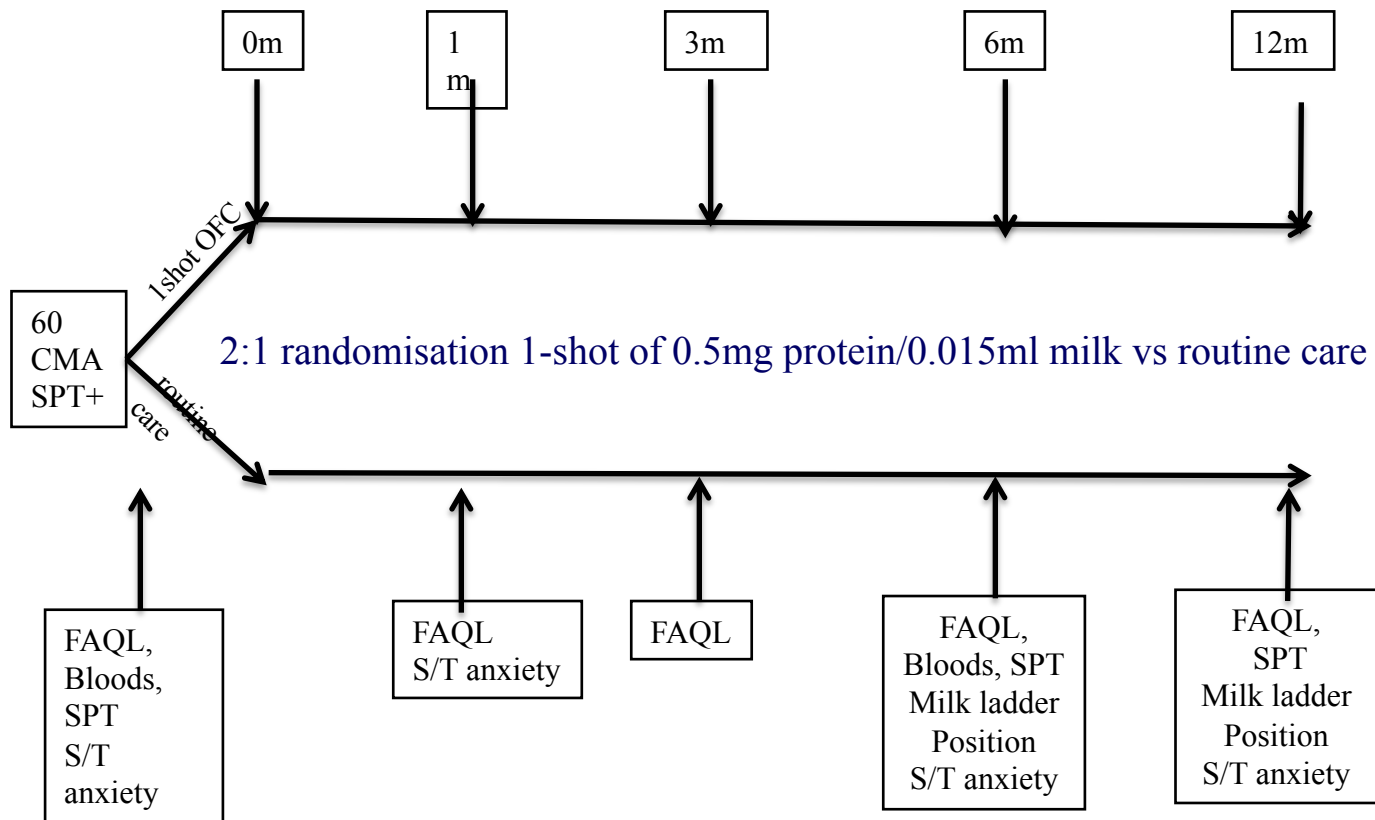 0m
1
m
3m
6m
12m
1shot OFC
60
CMA
SPT+
2:1 randomisation 1-shot of 0.5mg protein/0.015ml milk vs routine care
routine
care
FAQL,
Bloods,
SPT
S/T
anxiety
FAQL
S/T anxiety
FAQL
FAQL,
Bloods, SPT
Milk ladder
Position
S/T anxiety
FAQL,
SPT
Milk ladder
Position
S/T anxiety